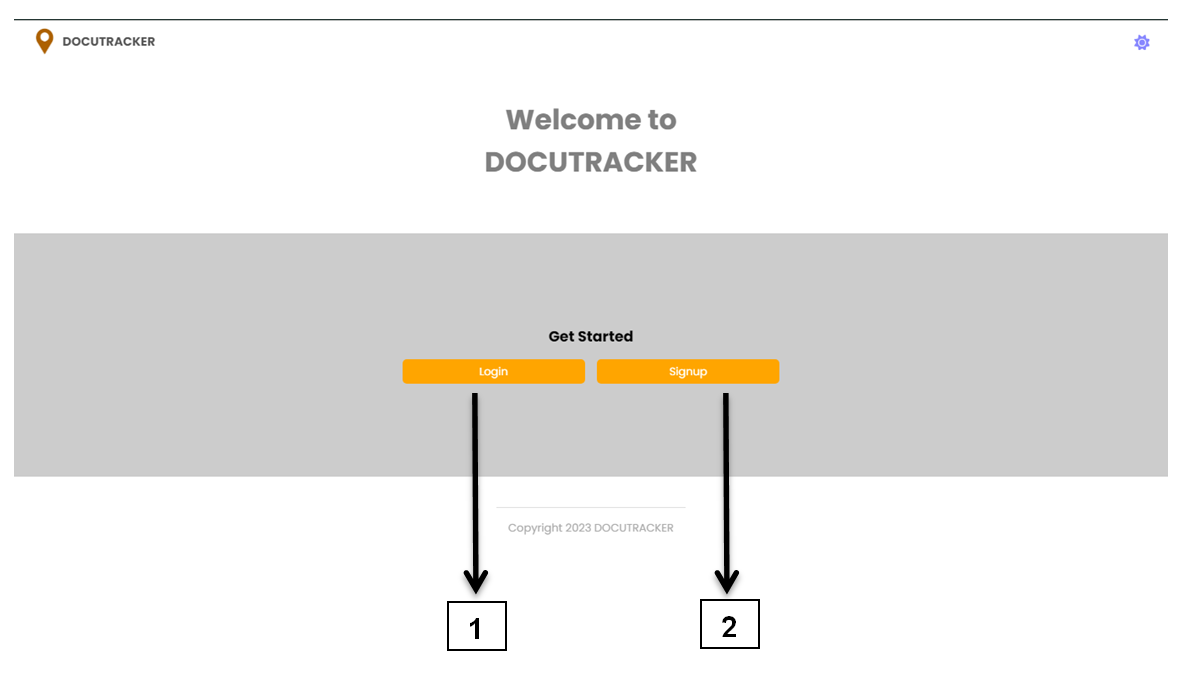 DOCUTRACKER
Welcome to
DOCUTRACKER
Get Started
Login
Signup
Copyright 2023 DOCUTRACKER
1
2